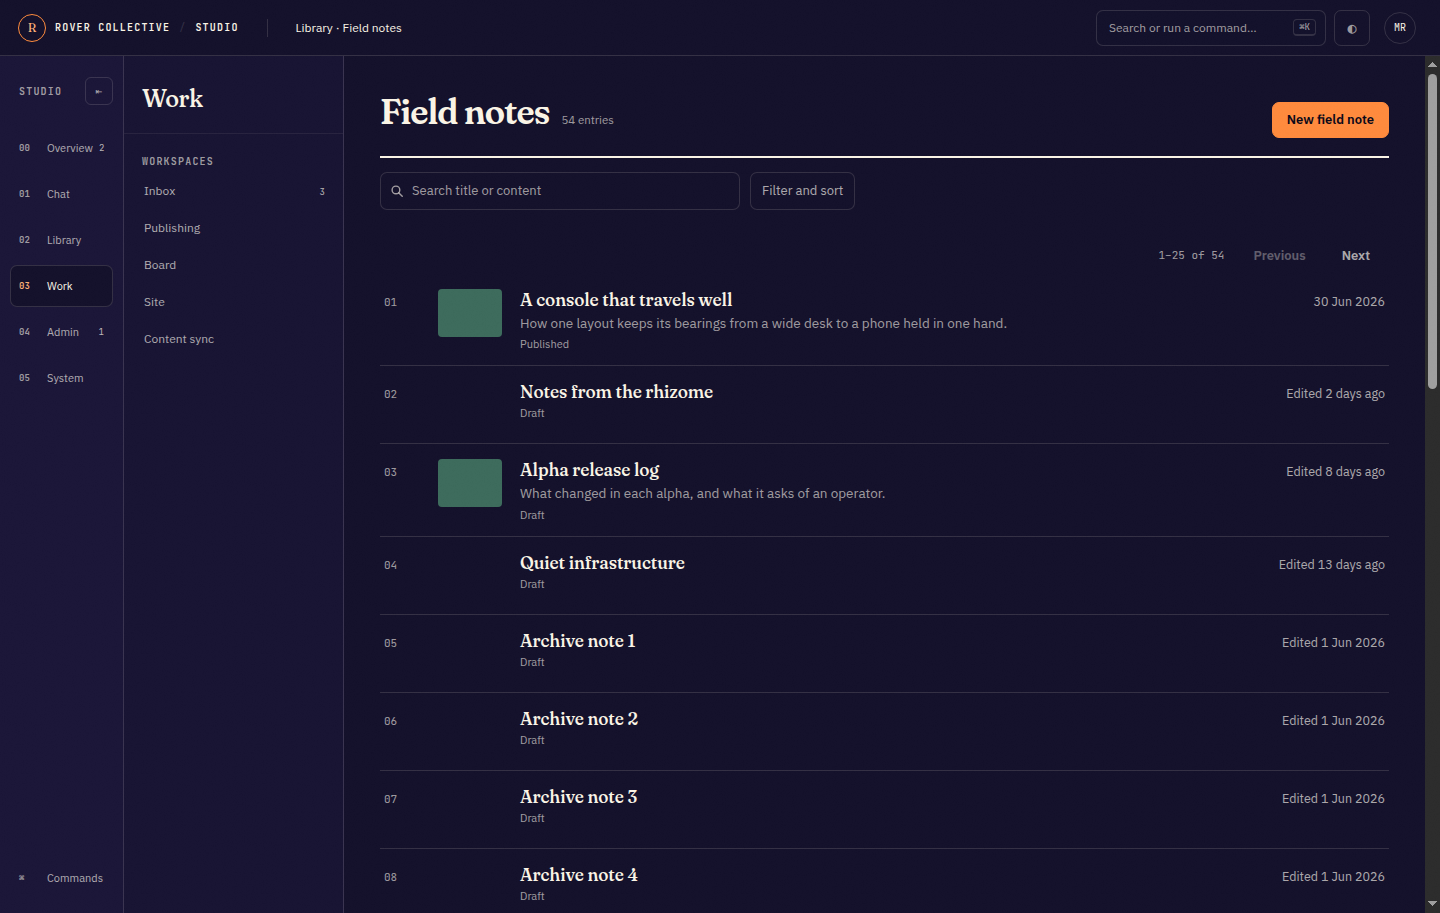 R ROVER COLLECTIVE / STUDIO Library · Field notes Search or run a command... ⌘K MR
STUDIO
00 Overview 2
01 Chat
02 Library
03 Work
04 Admin 1
05 System
⌘ Commands
Work
WORKSPACES
Inbox 3
Publishing
Board
Site
Content sync
Field notes 54 entries New field note
Search title or content Filter and sort
1–25 of 54 Previous Next
01 A console that travels well 30 Jun 2026
How one layout keeps its bearings from a wide desk to a phone held in one hand.
Published
02 Notes from the rhizome Edited 2 days ago
Draft
03 Alpha release log Edited 8 days ago
What changed in each alpha, and what it asks of an operator.
Draft
04 Quiet infrastructure Edited 13 days ago
Draft
05 Archive note 1 Edited 1 Jun 2026
Draft
06 Archive note 2 Edited 1 Jun 2026
Draft
07 Archive note 3 Edited 1 Jun 2026
Draft
08 Archive note 4 Edited 1 Jun 2026
Draft